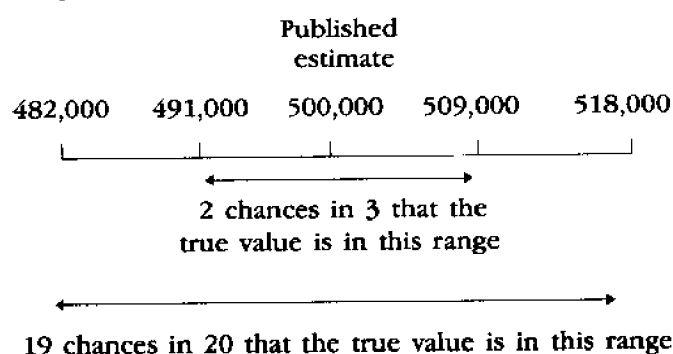 Published
estimate
482,000 491,000 500,000 509,000 518,000
2 chances in 3 that the
true value is in this range
19 chances in 20 that the true value is in this range